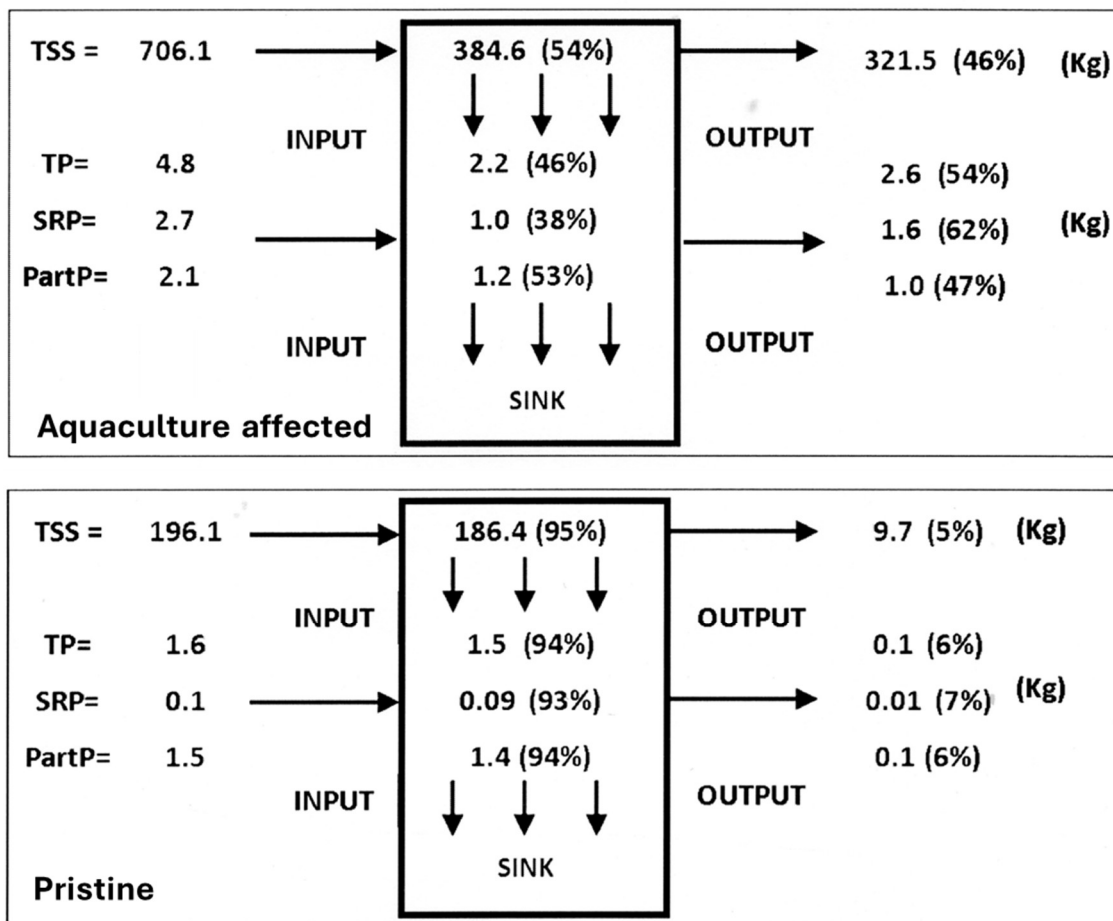 TSS = 706.1 384.6 (54%) 321.5 (46%) (Kg)
INPUT OUTPUT
TP= 4.8 2.2 (46%) 2.6 (54%)
SRP= 2.7 1.0 (38%) 1.6 (62%) (Kg)
PartP= 2.1 1.2 (53%) 1.0 (47%)
INPUT OUTPUT
SINK
Aquaculture affected
TSS = 196.1 186.4 (95%) 9.7 (5%) (Kg)
INPUT OUTPUT
TP= 1.6 1.5 (94%) 0.1 (6%)
SRP= 0.1 0.09 (93%) 0.01 (7%) (Kg)
PartP= 1.5 1.4 (94%) 0.1 (6%)
INPUT OUTPUT
SINK
Pristine